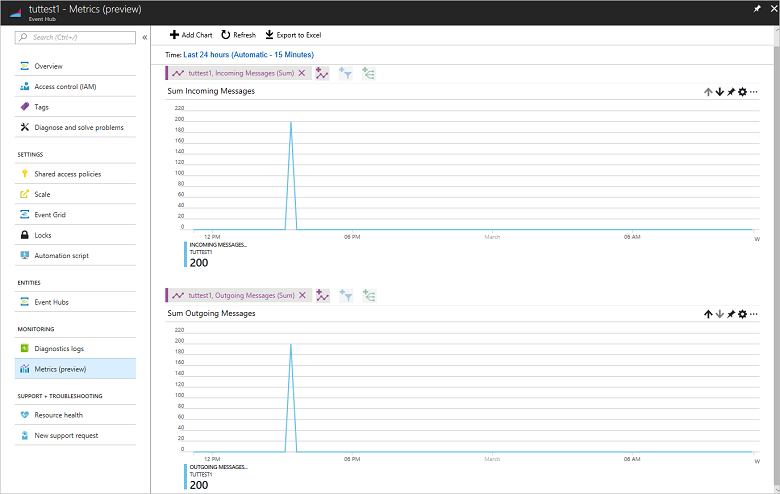 tuttest1 - Metrics (preview)
Event Hub
Search (Ctrl+/)
Overview
Access control (IAM)
Tags
Diagnose and solve problems
SETTINGS
Shared access policies
Scale
Event Grid
Locks
Automation script
ENTITIES
Event Hubs
MONITORING
Diagnostics logs
Metrics (preview)
SUPPORT + TROUBLESHOOTING
Resource health
New support request
Add Chart Refresh Export to Excel
Time: Last 24 hours (Automatic - 15 Minutes)
tuttest1, Incoming Messages (Sum)
Sum Incoming Messages
220
200
180
160
140
120
100
80
60
40
20
0
12 PM 06 PM March 06 AM W
INCOMING MESSAGES...
TUTTEST1
200
tuttest1, Outgoing Messages (Sum)
Sum Outgoing Messages
220
200
180
160
140
120
100
80
60
40
20
0
12 PM 06 PM March 06 AM W
OUTGOING MESSAGES...
TUTTEST1
200